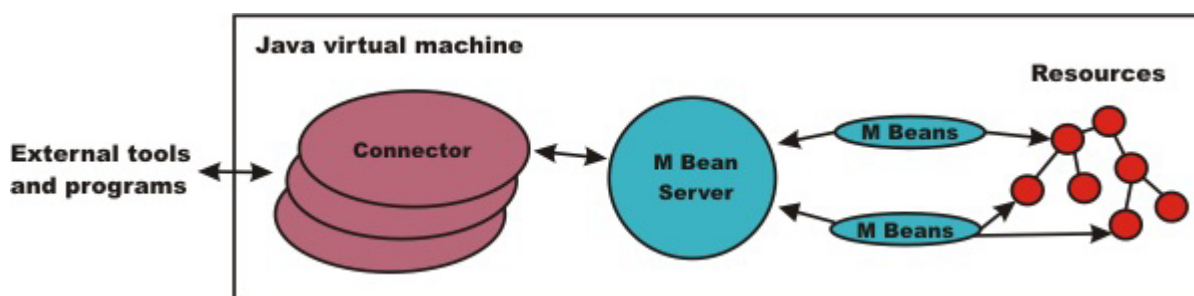 Java virtual machine
Resources
External tools
and programs
Connector
M Bean
Server
M Beans
M Beans